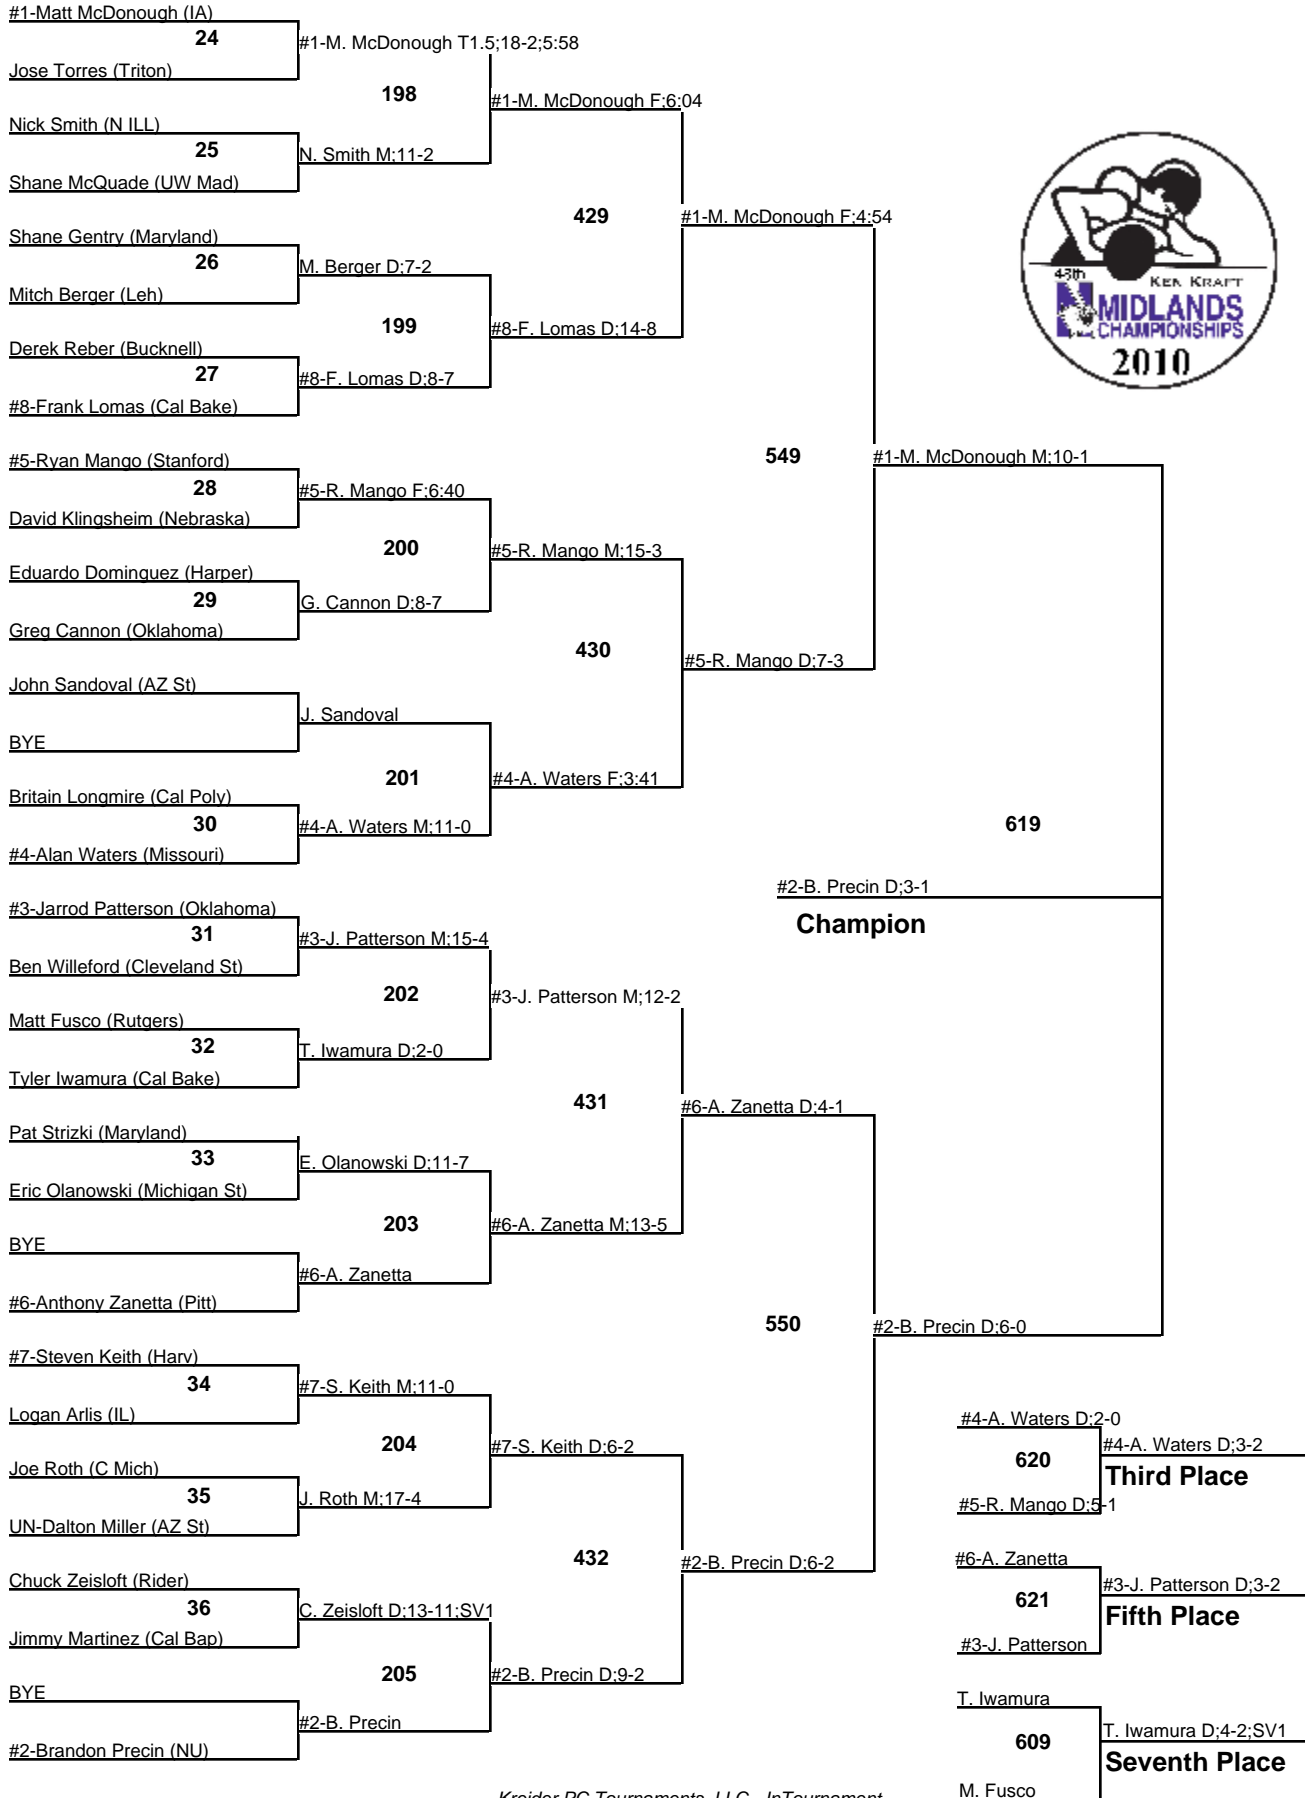 #1-Matt McDonough (IA)
24
#1-M. McDonough T1.5;18-2;5:58
Jose Torres (Triton)
198
#1-M. McDonough F;6:04
Nick Smith (N ILL)
25
N. Smith M;11-2
Shane McQuade (UW Mad)
429
#1-M. McDonough F;4:54
Shane Gentry (Maryland)
26
M. Berger D;7-2
Mitch Berger (Leh)
199
#8-F. Lomas D;14-8
Derek Reber (Bucknell)
27
#8-F. Lomas D;8-7
#8-Frank Lomas (Cal Bake)
48th
KEN KRAFT
N MIDLANDS
CHAMPIONSHIPS
2010
549
#1-M. McDonough M;10-1
#5-Ryan Mango (Stanford)
28
#5-R. Mango F;6:40
David Klingsheim (Nebraska)
200
#5-R. Mango M;15-3
Eduardo Dominguez (Harper)
29
G. Cannon D;8-7
Greg Cannon (Oklahoma)
430
#5-R. Mango D;7-3
John Sandoval (AZ St)
J. Sandoval
BYE
201
#4-A. Waters F;3:41
Britain Longmire (Cal Poly)
30
#4-A. Waters M;11-0
#4-Alan Waters (Missouri)
619
#2-B. Precin D;3-1
Champion
#3-Jarrod Patterson (Oklahoma)
31
#3-J. Patterson M;15-4
Ben Willeford (Cleveland St)
202
#3-J. Patterson M;12-2
Matt Fusco (Rutgers)
32
T. Iwamura D;2-0
Tyler Iwamura (Cal Bake)
431
#6-A. Zanetta D;4-1
Pat Strizki (Maryland)
33
E. Olanowski D;11-7
Eric Olanowski (Michigan St)
203
#6-A. Zanetta M;13-5
BYE
#6-A. Zanetta
#6-Anthony Zanetta (Pitt)
550
#2-B. Precin D;6-0
#7-Steven Keith (Harv)
34
#7-S. Keith M;11-0
Logan Arlis (IL)
204
#7-S. Keith D;6-2
Joe Roth (C Mich)
35
J. Roth M;17-4
UN-Dalton Miller (AZ St)
432
#2-B. Precin D;6-2
Chuck Zeisloft (Rider)
36
C. Zeisloft D;13-11;SV1
Jimmy Martinez (Cal Bap)
205
#2-B. Precin D;9-2
BYE
#2-B. Precin
#2-Brandon Precin (NU)
#4-A. Waters D;2-0
620
#4-A. Waters D;3-2
Third Place
#5-R. Mango D;5-1
#6-A. Zanetta
621
#3-J. Patterson D;3-2
Fifth Place
#3-J. Patterson
T. Iwamura
609
T. Iwamura D;4-2;SV1
Seventh Place
M. Fusco
Kreider PC Tournaments, LLC - InTournament